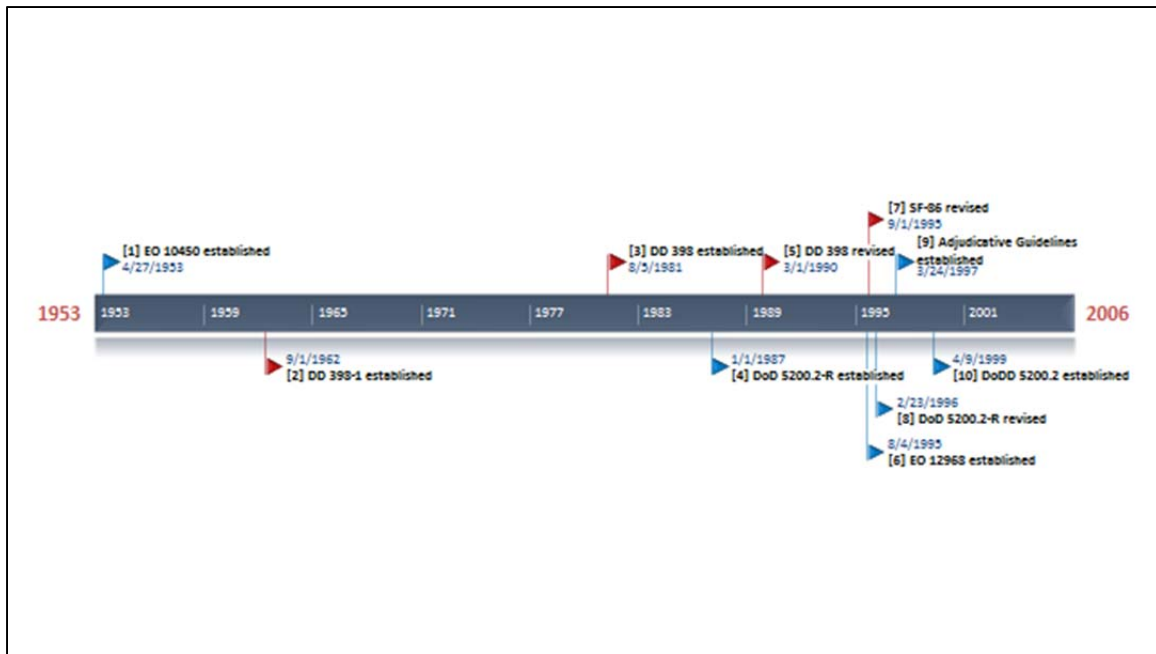 [7] SF-86 revised
9/1/1995
[1] EO 10450 established
4/27/1953
[3] DD 398 established
8/5/1981
[5] DD 398 revised
3/1/1990
[9] Adjudicative Guidelines
established
3/24/1997
1953
1953
1959
1965
1971
1977
1983
1989
1995
2001
2006
9/1/1962
[2] DD 398-1 established
1/1/1987
[4] DoD 5200.2-R established
4/9/1999
[10] DoDD 5200.2 established
2/23/1996
[8] DoD 5200.2-R revised
8/4/1995
[6] EO 12968 established